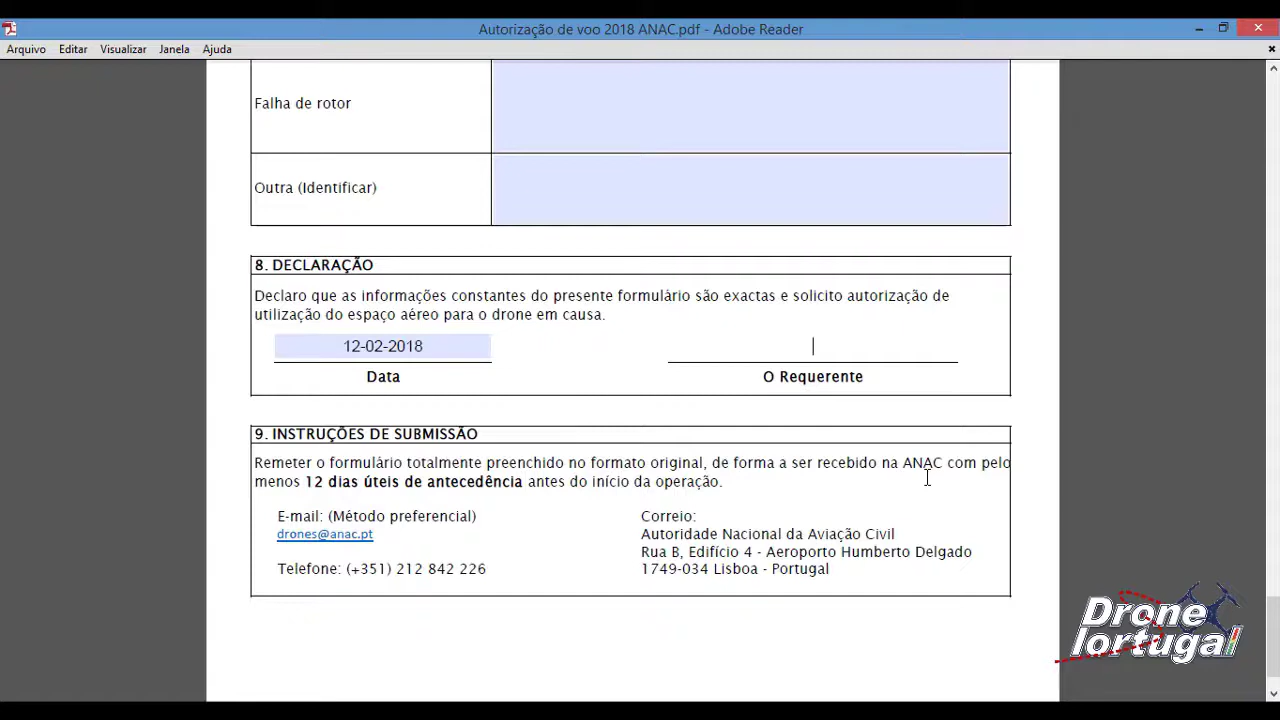 Autorização de voo 2018 ANAC.pdf - Adobe Reader
Arquivo Editar Visualizar Janela Ajuda
Falha de rotor
Outra (Identificar)
8. DECLARAÇÃO
Declaro que as informações constantes do presente formulário são exactas e solicito autorização de
utilização do espaço aéreo para o drone em causa.
12-02-2018
Data
O Requerente
9. INSTRUÇÕES DE SUBMISSÃO
Remeter o formulário totalmente preenchido no formato original, de forma a ser recebido na ANAC com pelo
menos 12 dias úteis de antecedência antes do início da operação.
E-mail: (Método preferencial)
drones@anac.pt
Telefone: (+351) 212 842 226
Correio:
Autoridade Nacional da Aviação Civil
Rua B, Edifício 4 - Aeroporto Humberto Delgado
1749-034 Lisboa - Portugal
Drone
Portugal